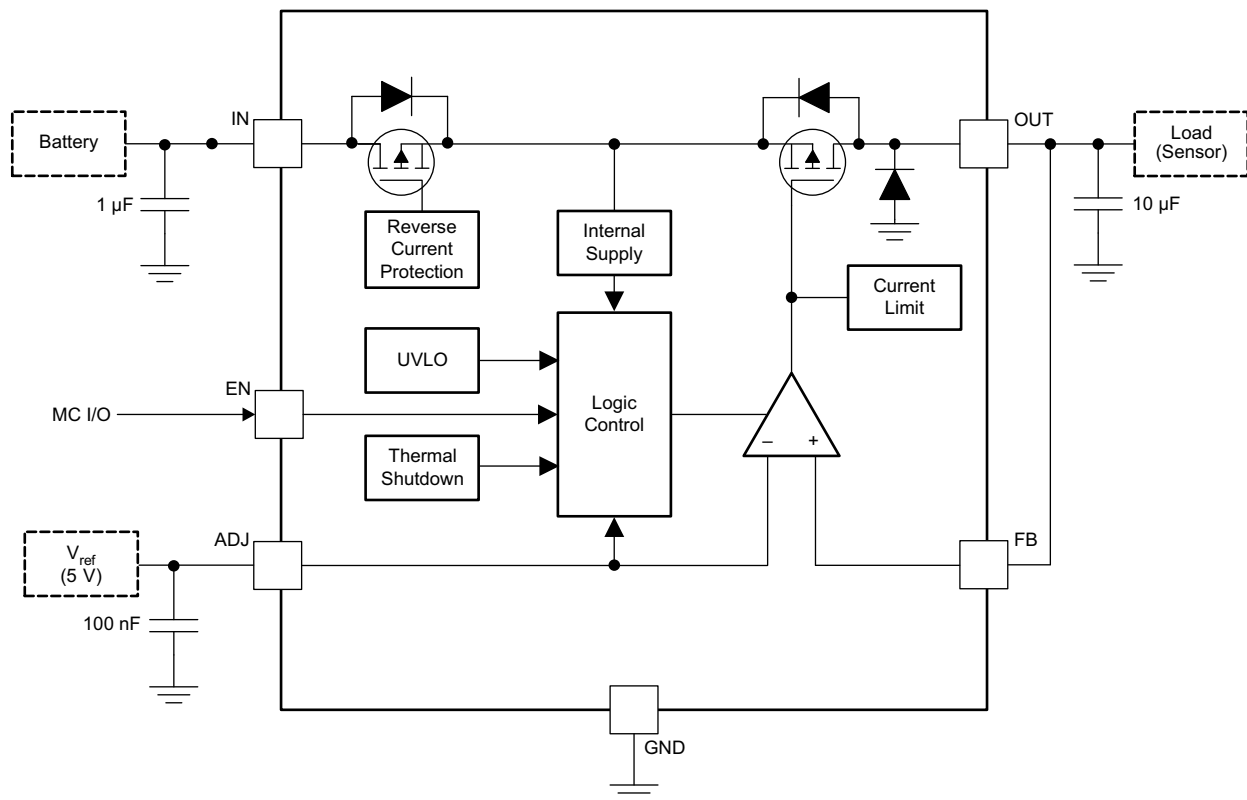 IN
OUT
Battery
Load
(Sensor)
1 µF
10 µF
Reverse
Current
Protection
Internal
Supply
Current
Limit
UVLO
EN
MC I/O
Logic
Control
Thermal
Shutdown
–
+
ADJ
FB
Vref
(5 V)
100 nF
GND